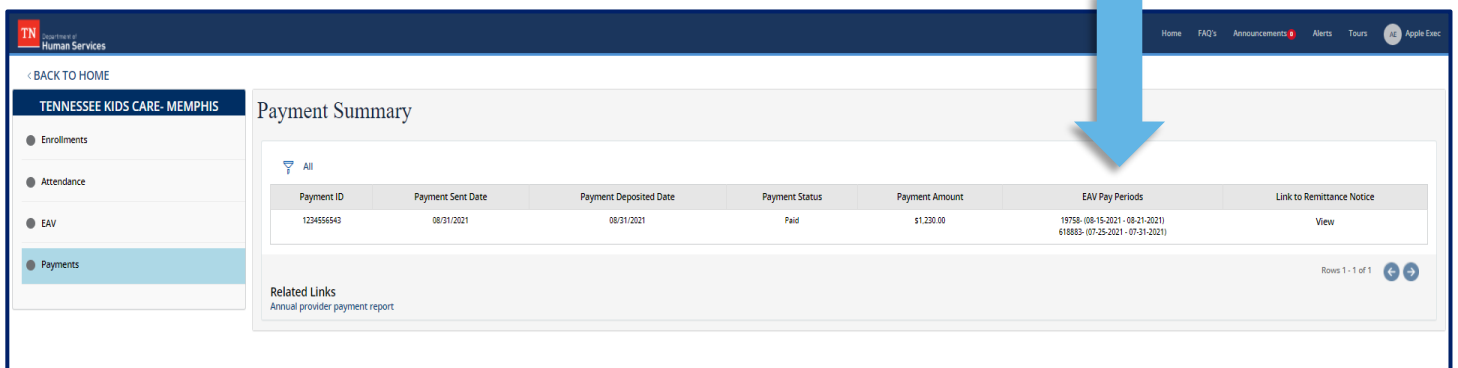 TN Department of
Human Services
Home FAQ's Announcements 0 Alerts Tours AE Apple Exec
< BACK TO HOME
TENNESSEE KIDS CARE- MEMPHIS
Enrollments
Attendance
EAV
Payments
Payment Summary
All
Payment ID Payment Sent Date Payment Deposited Date Payment Status Payment Amount EAV Pay Periods Link to Remittance Notice
1234556543 08/31/2021 08/31/2021 Paid $1,230.00 19758- (08-15-2021 - 08-21-2021) View
618883- (07-25-2021 - 07-31-2021)
Rows 1 - 1 of 1
Related Links
Annual provider payment report